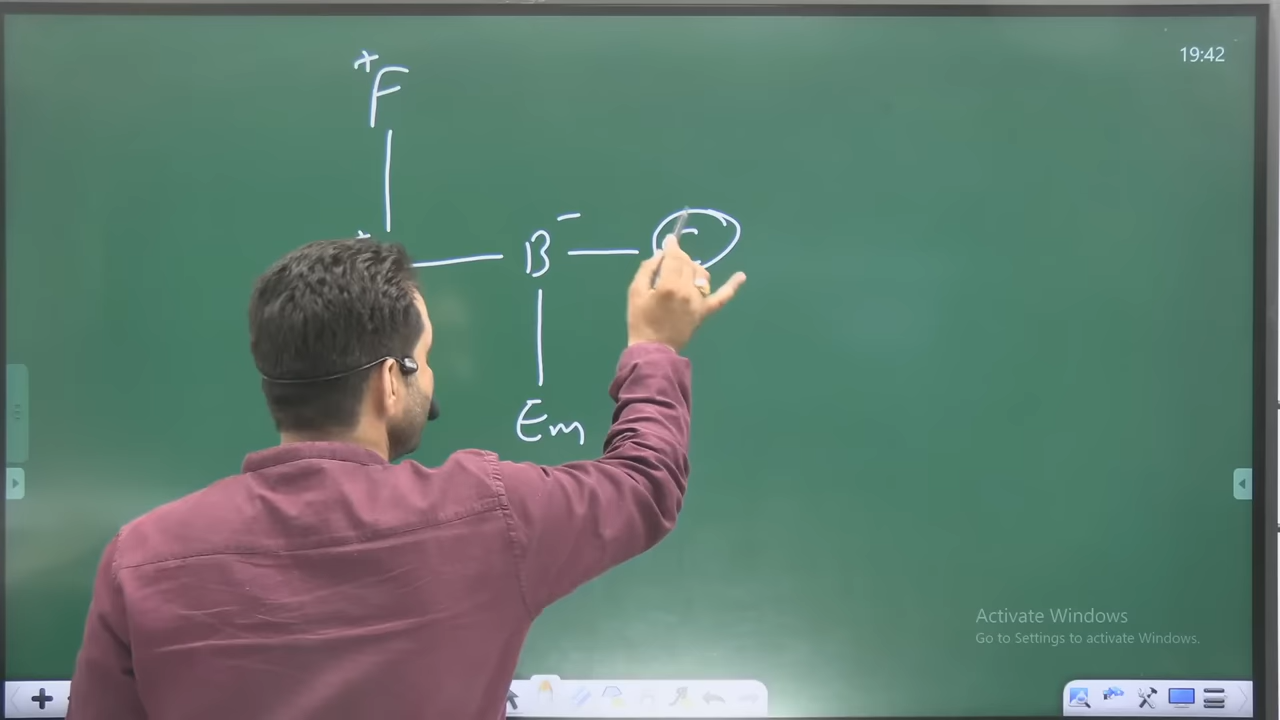 19:42
+
F
+
B -
Em
Activate Windows
Go to Settings to activate Windows.